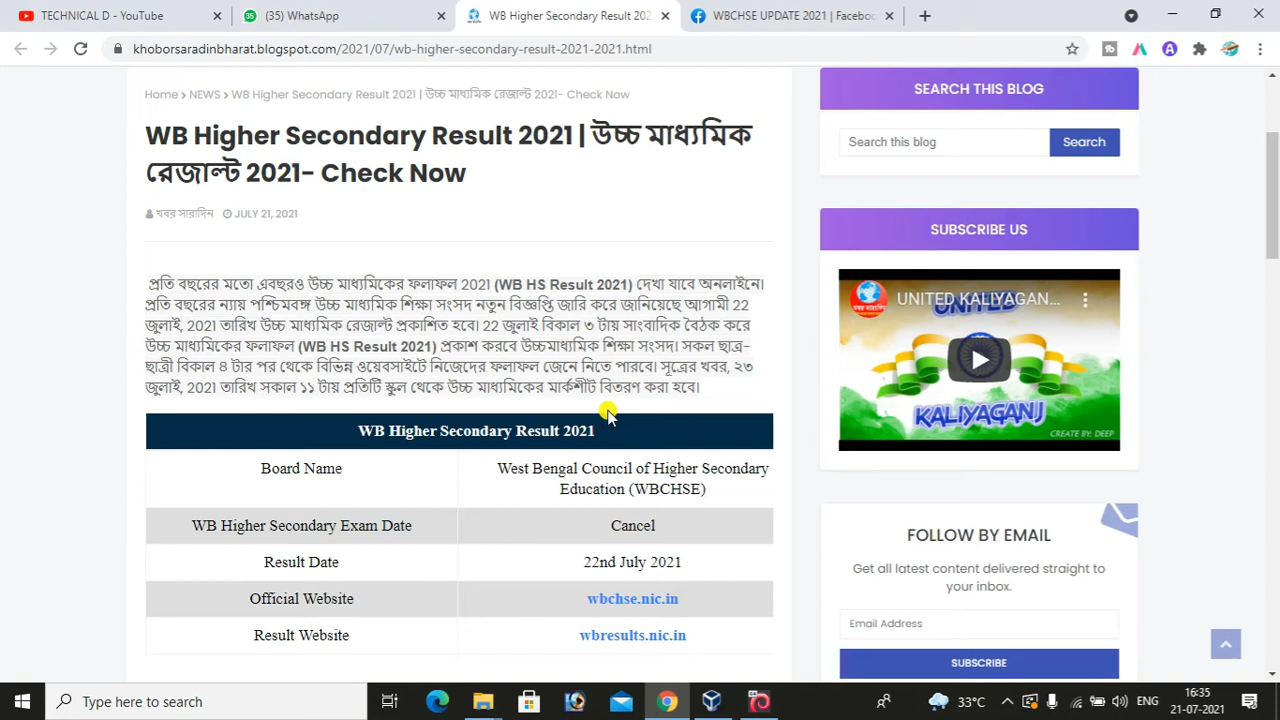 TECHNICAL D - YouTube
(35) WhatsApp
WB Higher Secondary Result 202
WBCHSE UPDATE 2021 | Faceboo
khoborsaradinbharat.blogspot.com/2021/07/wb-higher-secondary-result-2021-2021.html
Home > NEWS > WB Higher Secondary Result 2021 | উচ্চ মাধ্যমিক রেজাল্ট 2021- Check Now
WB Higher Secondary Result 2021 | উচ্চ মাধ্যমিক
রেজাল্ট 2021- Check Now
খবর সারাদিন JULY 21, 2021
প্রতি বছরের মতো এবছরও উচ্চ মাধ্যমিকের ফলাফল 2021 (WB HS Result 2021) দেখা যাবে অনলাইনে।
প্রতি বছরের ন্যায় পশ্চিমবঙ্গ উচ্চ মাধ্যমিক শিক্ষা সংসদ নতুন বিজ্ঞপ্তি জারি করে জানিয়েছে আগামী 22
জুলাই, 2021 তারিখ উচ্চ মাধ্যমিক রেজাল্ট প্রকাশিত হবে। 22 জুলাই বিকাল ৩ টায় সাংবাদিক বৈঠক করে
উচ্চ মাধ্যমিকের ফলাফল (WB HS Result 2021) প্রকাশ করবে উচ্চমাধ্যমিক শিক্ষা সংসদ। সকল ছাত্র-
ছাত্রী বিকাল ৪ টার পর থেকে বিভিন্ন ওয়েবসাইটে নিজেদের ফলাফল জেনে নিতে পারবে। সূত্রের খবর, ২৩
জুলাই, 2021 তারিখ সকাল ১১ টায় প্রতিটি স্কুল থেকে উচ্চ মাধ্যমিকের মার্কশীট বিতরণ করা হবে।
WB Higher Secondary Result 2021
Board Name West Bengal Council of Higher Secondary
Education (WBCHSE)
WB Higher Secondary Exam Date Cancel
Result Date 22nd July 2021
Official Website wbchse.nic.in
Result Website wbresults.nic.in
SEARCH THIS BLOG
Search this blog Search
SUBSCRIBE US
খবর সারাদিন
UNITED KALIYAGAN...
UNITED
KALIYAGANJ
CREATE BY: DEEP
FOLLOW BY EMAIL
Get all latest content delivered straight to
your inbox.
Email Address
SUBSCRIBE
Type here to search
33°C
ENG
16:35
21-07-2021